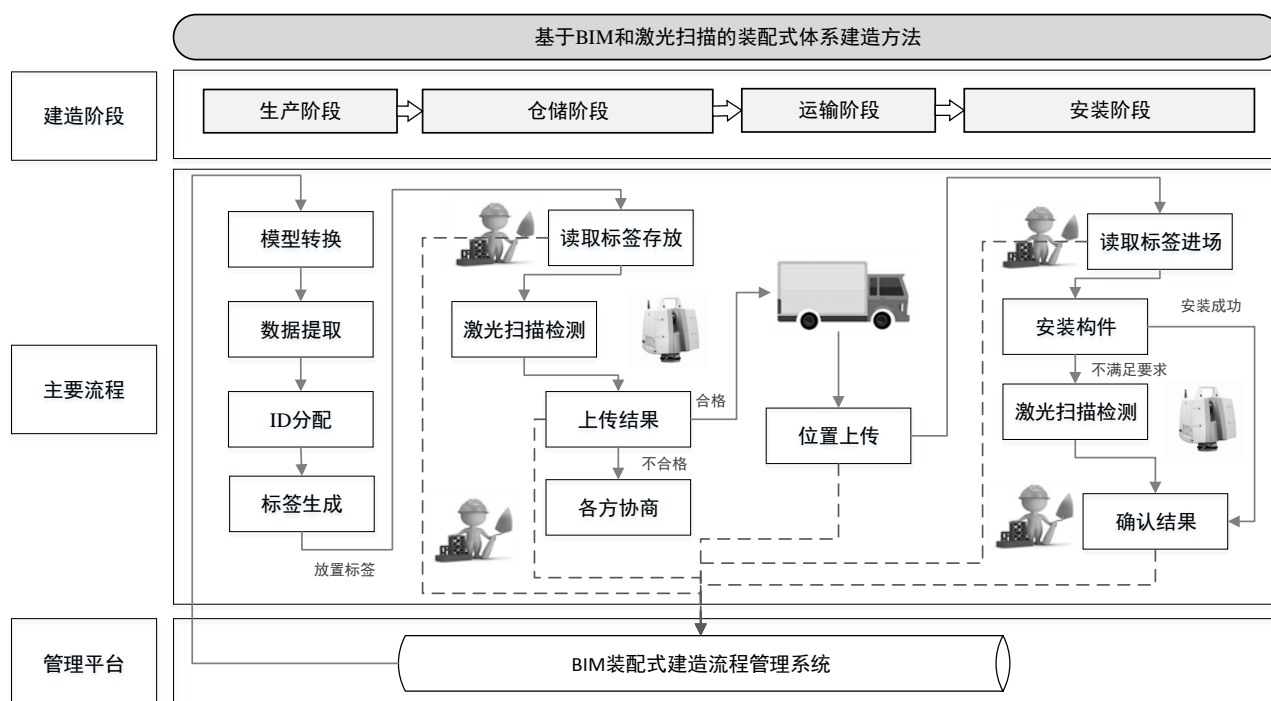 基于BIM和激光扫描的装配式体系建造方法
建造阶段
生产阶段
仓储阶段
运输阶段
安装阶段
主要流程
模型转换
数据提取
ID分配
标签生成
放置标签
读取标签存放
激光扫描检测
上传结果
合格
不合格
各方协商
位置上传
读取标签进场
安装构件
安装成功
不满足要求
激光扫描检测
确认结果
管理平台
BIM装配式建造流程管理系统